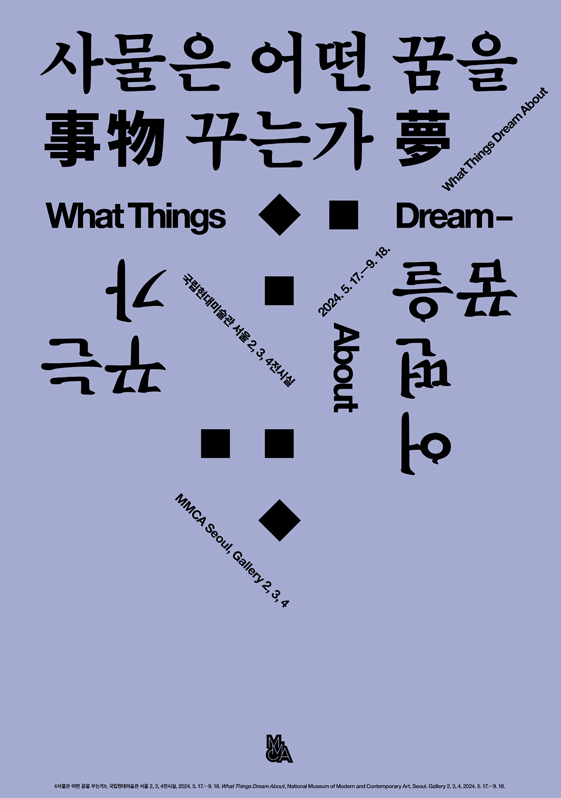 사물은 어떤 꿈을
事物 꾸는가 夢
What Things Dream About
What Things
Dream–
About
가
꾸는
꿈을
떤
어
국립현대미술관 서울 2, 3, 4전시실
2024. 5. 17.—9. 18.
MMCA Seoul, Gallery 2, 3, 4
MMCA
《사물은 어떤 꿈을 꾸는가》, 국립현대미술관 서울 2, 3, 4전시실, 2024. 5. 17.—9. 18. What Things Dream About, National Museum of Modern and Contemporary Art, Seoul. Gallery 2, 3, 4, 2024. 5. 17.—9. 18.